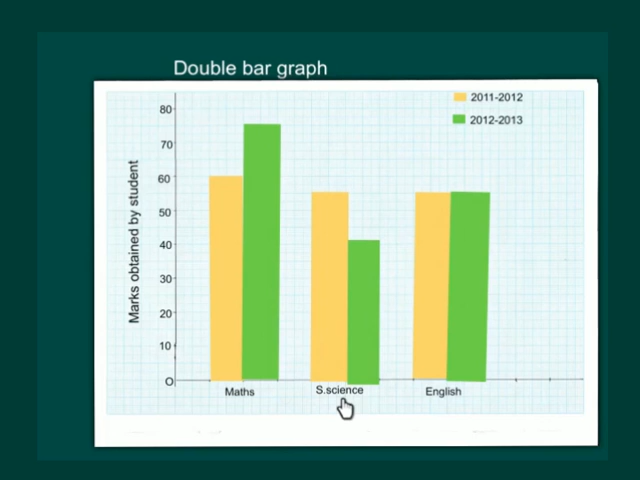 Double bar graph
2011-2012
2012-2013
Marks obtained by student
80
70
60
50
40
30
20
10
O
Maths
S.science
English